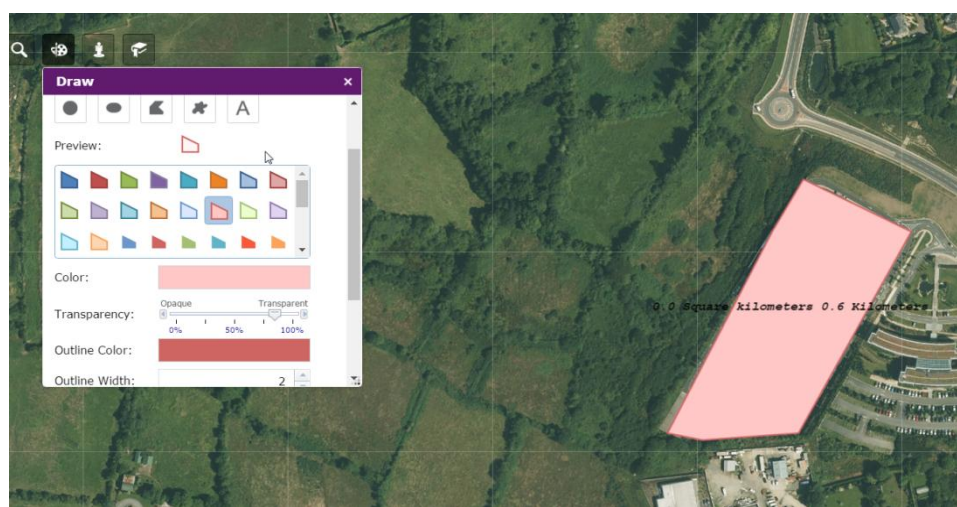 Draw ×
A
Preview:
Color:
Opaque Transparent
Transparency:
0% 50% 100%
Outline Color:
Outline Width: 2
0.0 Square kilometers 0.6 Kilometers